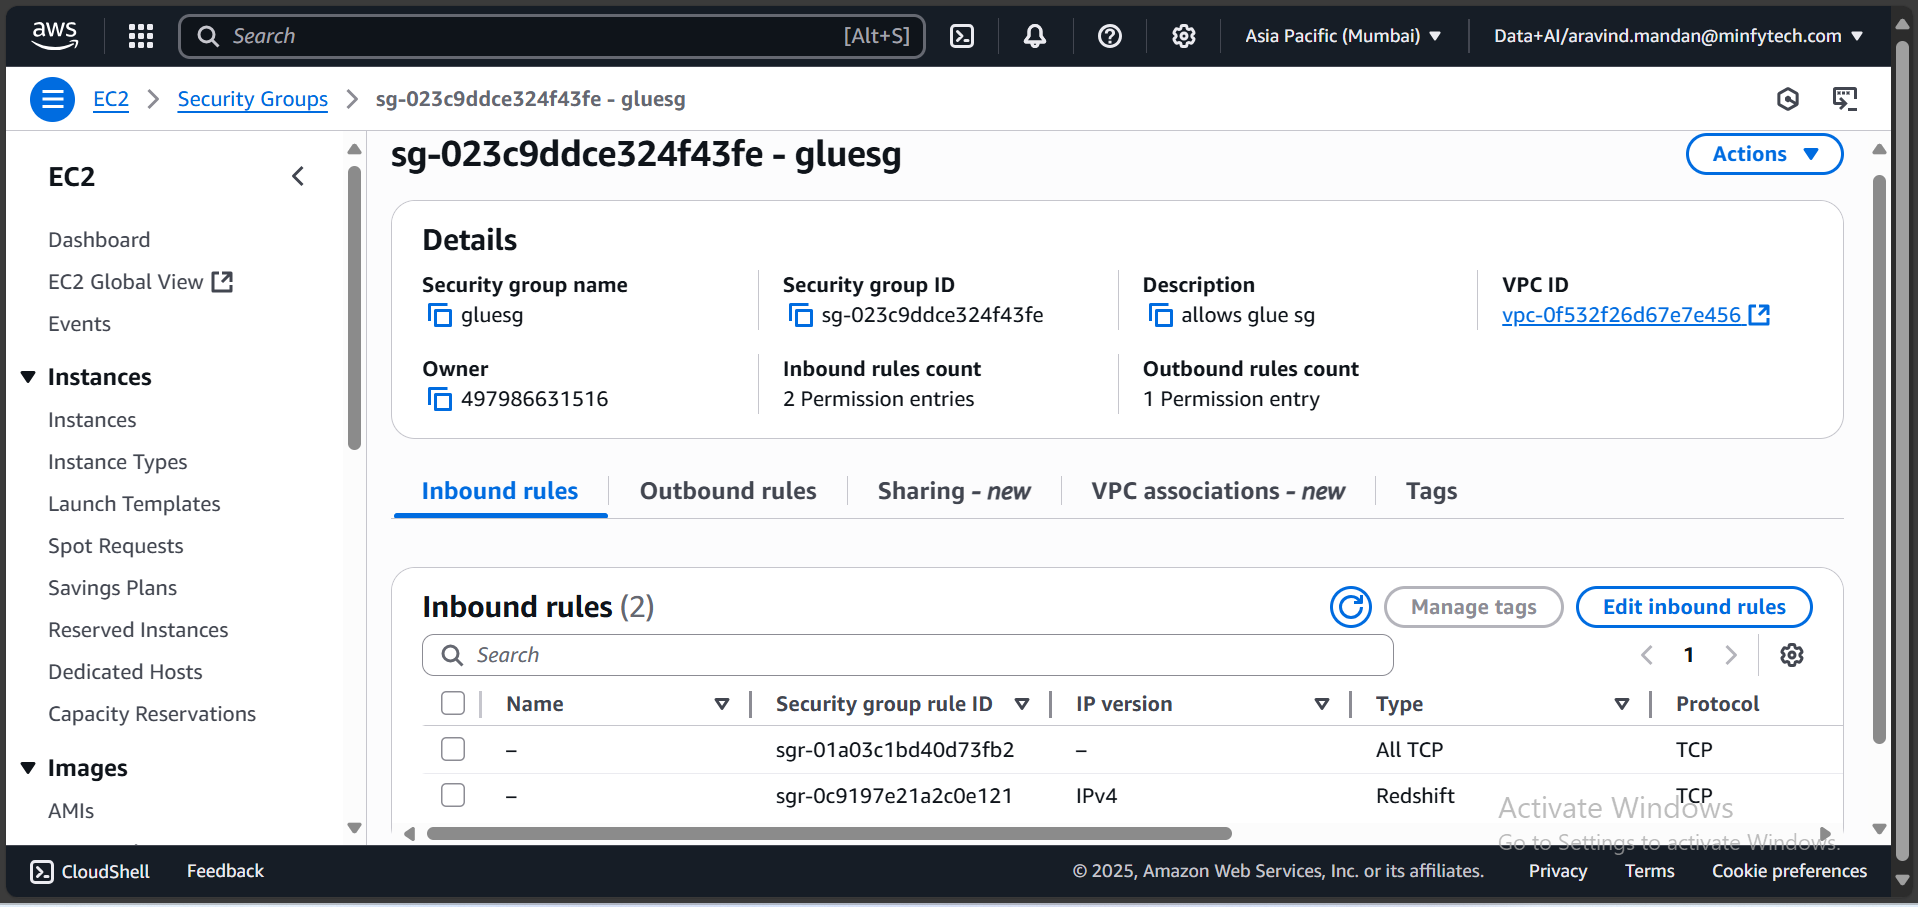 aws
Search [Alt+S]
Asia Pacific (Mumbai)
Data+AI/aravind.mandan@minfytech.com
EC2 Security Groups sg-023c9ddce324f43fe - gluesg
EC2
Dashboard
EC2 Global View
Events
Instances
Instances
Instance Types
Launch Templates
Spot Requests
Savings Plans
Reserved Instances
Dedicated Hosts
Capacity Reservations
Images
AMIs
sg-023c9ddce324f43fe - gluesg
Actions
Details
Security group name
gluesg
Security group ID
sg-023c9ddce324f43fe
Description
allows glue sg
VPC ID
vpc-0f532f26d67e7e456
Owner
497986631516
Inbound rules count
2 Permission entries
Outbound rules count
1 Permission entry
Inbound rules
Outbound rules
Sharing - new
VPC associations - new
Tags
Inbound rules (2)
Manage tags
Edit inbound rules
Search
1
Name Security group rule ID IP version Type Protocol
– sgr-01a03c1bd40d73fb2 – All TCP TCP
– sgr-0c9197e21a2c0e121 IPv4 Redshift TCP
Activate Windows
Go to Settings to activate Windows.
CloudShell
Feedback
© 2025, Amazon Web Services, Inc. or its affiliates.
Privacy
Terms
Cookie preferences